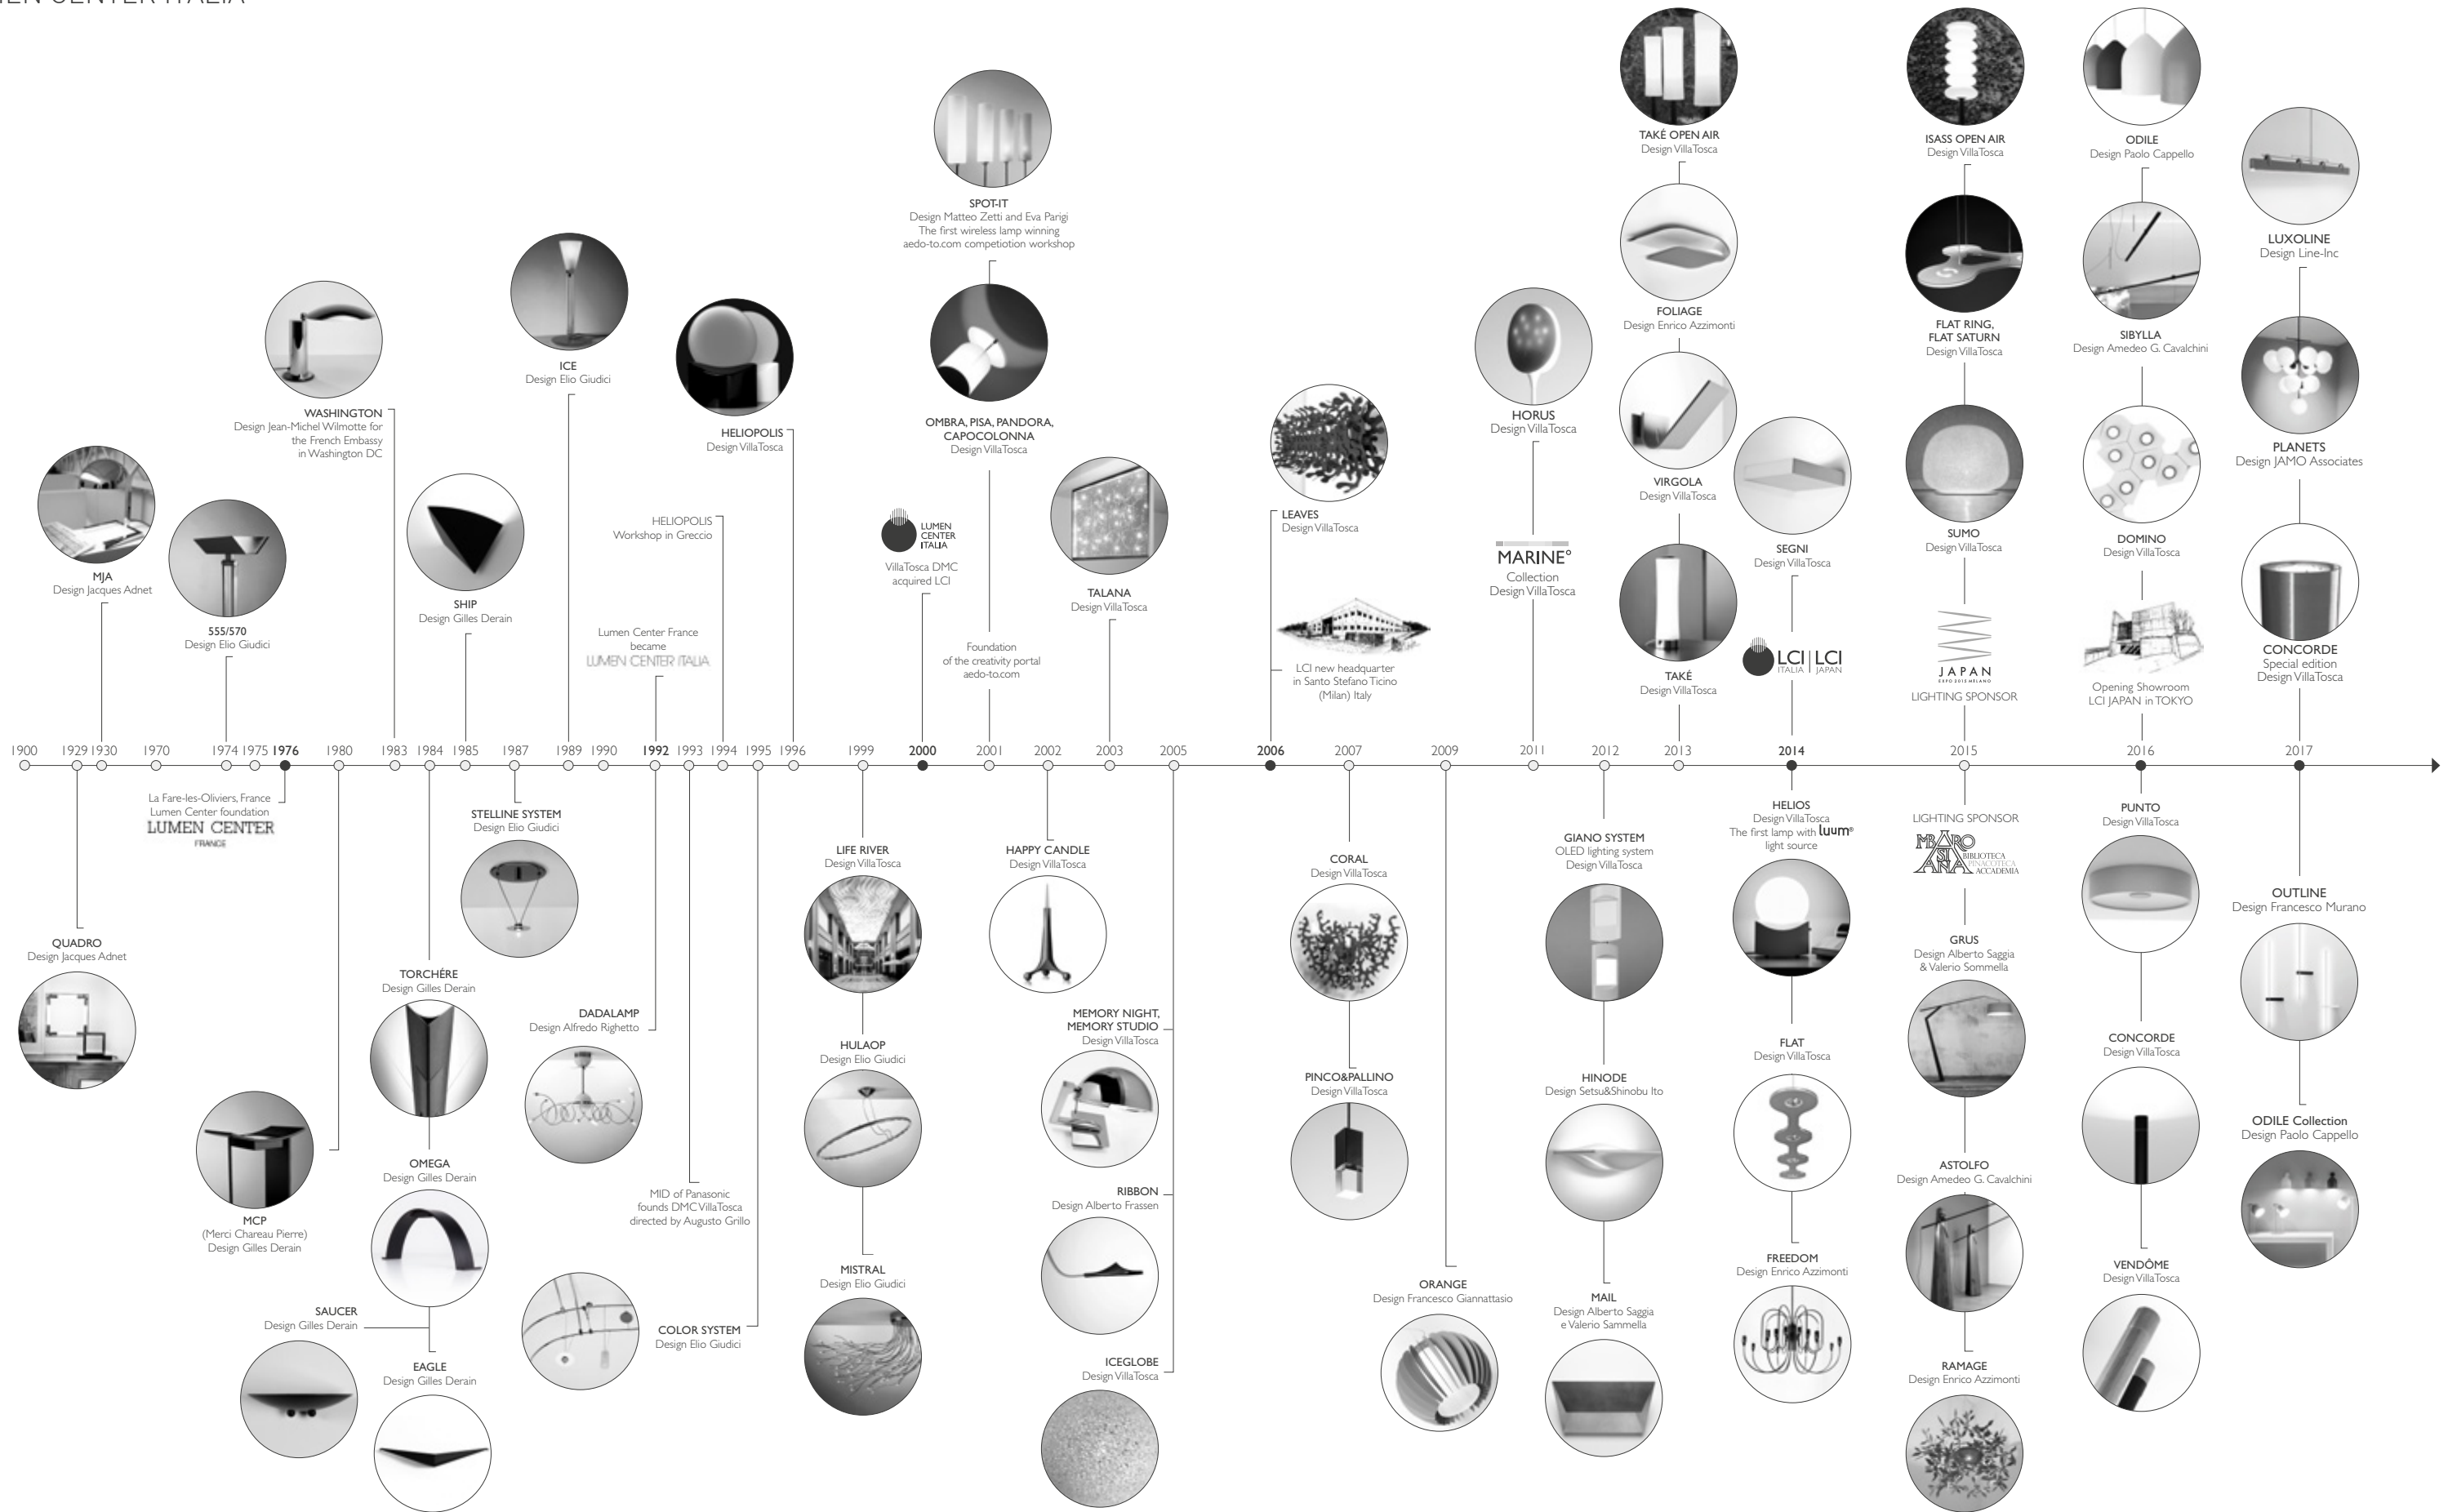 LUMEN CENTER ITALIA
TAKÉ OPEN AIR
Design VillaTosca
ISASS OPEN AIR
Design VillaTosca
ODILE
Design Paolo Cappello
SPOT-IT
Design Matteo Zetti and Eva Parigi
The first wireless lamp winning
aedo-to.com competiotion workshop
LUXOLINE
Design Line-Inc
FOLIAGE
Design Enrico Azzimonti
FLAT RING,
FLAT SATURN
Design VillaTosca
SIBYLLA
Design Amedeo G. Cavalchini
ICE
Design Elio Giudici
WASHINGTON
Design Jean-Michel Wilmotte for
the French Embassy
in Washington DC
HELIOPOLIS
Design VillaTosca
OMBRA, PISA, PANDORA,
CAPOCOLONNA
Design VillaTosca
HORUS
Design VillaTosca
PLANETS
Design JAMO Associates
VIRGOLA
Design VillaTosca
HELIOPOLIS
Workshop in Greccio
LUMEN
CENTER
ITALIA
VillaTosca DMC
acquired LCI
LEAVES
Design VillaTosca
MARINE°
Collection
Design VillaTosca
SEGNI
Design VillaTosca
SUMO
Design VillaTosca
DOMINO
Design VillaTosca
MJA
Design Jacques Adnet
555/570
Design Elio Giudici
SHIP
Design Gilles Derain
TALANA
Design VillaTosca
Lumen Center France
became
LUMEN CENTER ITALIA
Foundation
of the creativity portal
aedo-to.com
LCI new headquarter
in Santo Stefano Ticino
(Milan) Italy
TAKÉ
Design VillaTosca
LCI | LCI
ITALIA JAPAN
JAPAN
EXPO 2015 MILANO
LIGHTING SPONSOR
Opening Showroom
LCI JAPAN in TOKYO
CONCORDE
Special edition
Design VillaTosca
1900 1929 1930 1970 1974 1975 1976 1980 1983 1984 1985 1987 1989 1990 1992 1993 1994 1995 1996 1999 2000 2001 2002 2003 2005 2006 2007 2009 2011 2012 2013 2014 2015 2016 2017
La Fare-les-Oliviers, France
Lumen Center foundation
LUMEN CENTER
FRANCE
STELLINE SYSTEM
Design Elio Giudici
LIFE RIVER
Design VillaTosca
HAPPY CANDLE
Design VillaTosca
CORAL
Design VillaTosca
GIANO SYSTEM
OLED lighting system
Design VillaTosca
HELIOS
Design VillaTosca
The first lamp with luum®
light source
LIGHTING SPONSOR
AMBROSIANA
BIBLIOTECA
PINACOTECA
ACCADEMIA
PUNTO
Design VillaTosca
OUTLINE
Design Francesco Murano
QUADRO
Design Jacques Adnet
TORCHÉRE
Design Gilles Derain
DADALAMP
Design Alfredo Righetto
HULAOP
Design Elio Giudici
MEMORY NIGHT,
MEMORY STUDIO
Design VillaTosca
PINCO&PALLINO
Design VillaTosca
HINODE
Design Setsu&Shinobu Ito
FLAT
Design VillaTosca
GRUS
Design Alberto Saggia
& Valerio Sommella
CONCORDE
Design VillaTosca
ODILE Collection
Design Paolo Cappello
MCP
(Merci Chareau Pierre)
Design Gilles Derain
OMEGA
Design Gilles Derain
MID of Panasonic
founds DMC VillaTosca
directed by Augusto Grillo
RIBBON
Design Alberto Frassen
ASTOLFO
Design Amedeo G. Cavalchini
MISTRAL
Design Elio Giudici
ORANGE
Design Francesco Giannattasio
MAIL
Design Alberto Saggia
e Valerio Sammella
FREEDOM
Design Enrico Azzimonti
VENDÔME
Design VillaTosca
SAUCER
Design Gilles Derain
COLOR SYSTEM
Design Elio Giudici
EAGLE
Design Gilles Derain
ICEGLOBE
Design VillaTosca
RAMAGE
Design Enrico Azzimonti